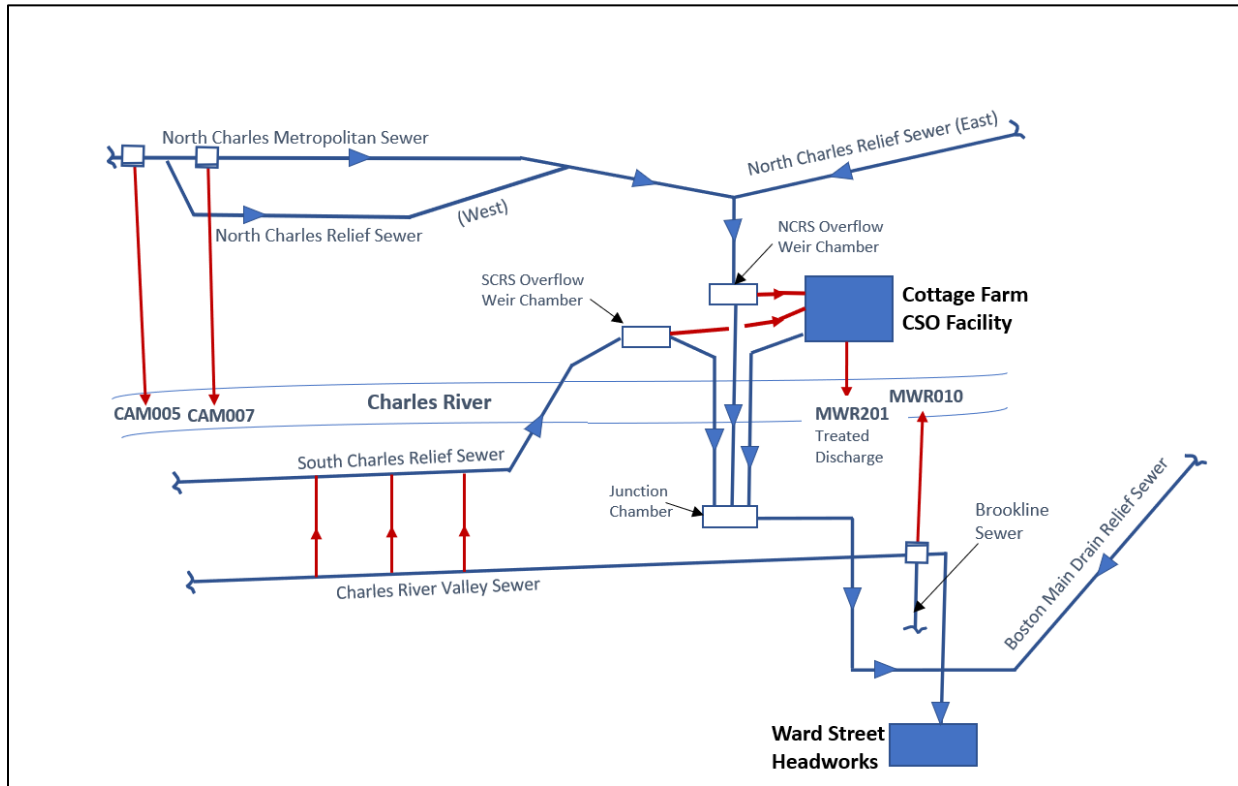 North Charles Metropolitan Sewer
North Charles Relief Sewer (East)
(West)
North Charles Relief Sewer
NCRS Overflow
Weir Chamber
SCRS Overflow
Weir Chamber
Cottage Farm
CSO Facility
CAM005
CAM007
Charles River
MWR201
Treated
Discharge
MWR010
South Charles Relief Sewer
Junction
Chamber
Brookline
Sewer
Boston Main Drain Relief Sewer
Charles River Valley Sewer
Ward Street
Headworks